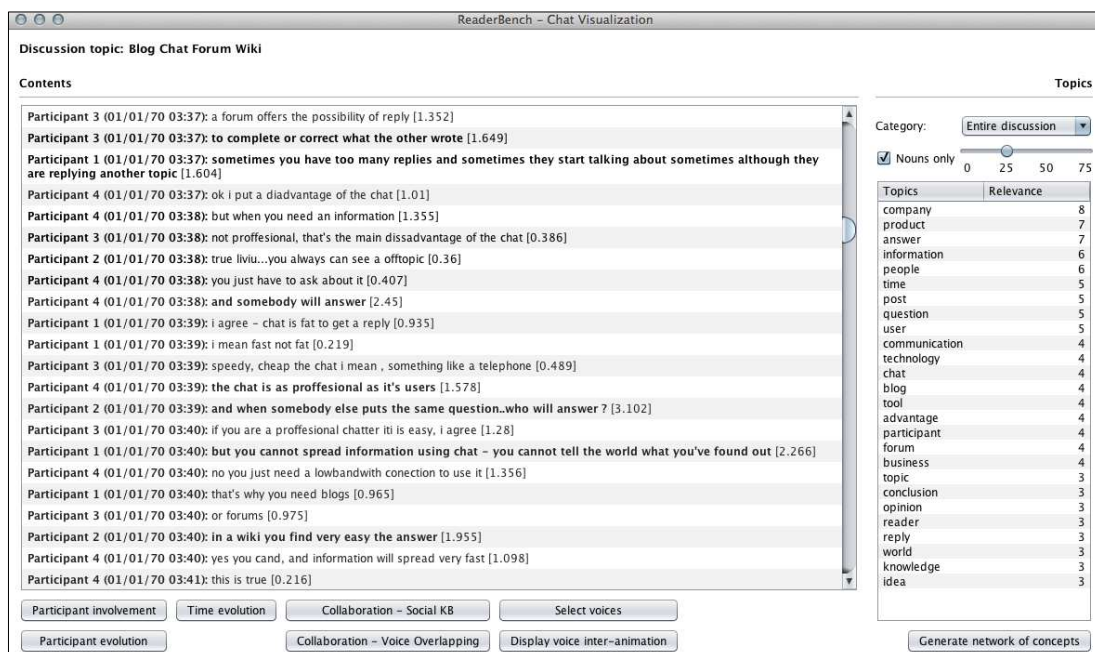 ReaderBench - Chat Visualization
Discussion topic: Blog Chat Forum Wiki
Contents
Participant 3 (01/01/70 03:37): a forum offers the possibility of reply [1.352]
Participant 3 (01/01/70 03:37): to complete or correct what the other wrote [1.649]
Participant 1 (01/01/70 03:37): sometimes you have too many replies and sometimes they start talking about sometimes although they
are replying another topic [1.604]
Participant 4 (01/01/70 03:37): ok i put a diadvantage of the chat [1.01]
Participant 4 (01/01/70 03:38): but when you need an information [1.355]
Participant 3 (01/01/70 03:38): not proffesional, that's the main dissadvantage of the chat [0.386]
Participant 2 (01/01/70 03:38): true liviu...you always can see a offtopic [0.36]
Participant 4 (01/01/70 03:38): you just have to ask about it [0.407]
Participant 4 (01/01/70 03:38): and somebody will answer [2.45]
Participant 1 (01/01/70 03:39): i agree - chat is fat to get a reply [0.935]
Participant 1 (01/01/70 03:39): i mean fast not fat [0.219]
Participant 3 (01/01/70 03:39): speedy, cheap the chat i mean , something like a telephone [0.489]
Participant 4 (01/01/70 03:39): the chat is as proffesional as it's users [1.578]
Participant 2 (01/01/70 03:39): and when somebody else puts the same question..who will answer ? [3.102]
Participant 3 (01/01/70 03:40): if you are a proffesional chatter iti is easy, i agree [1.28]
Participant 1 (01/01/70 03:40): but you cannot spread information using chat - you cannot tell the world what you've found out [2.266]
Participant 4 (01/01/70 03:40): no you just need a lowbandwith conection to use it [1.356]
Participant 1 (01/01/70 03:40): that's why you need blogs [0.965]
Participant 3 (01/01/70 03:40): or forums [0.975]
Participant 2 (01/01/70 03:40): in a wiki you find very easy the answer [1.955]
Participant 4 (01/01/70 03:40): yes you cand, and information will spread very fast [1.098]
Participant 4 (01/01/70 03:41): this is true [0.216]
Participant involvement
Time evolution
Collaboration - Social KB
Select voices
Participant evolution
Collaboration - Voice Overlapping
Display voice inter-animation
Topics
Category: Entire discussion
Nouns only
0 25 50 75
Topics Relevance
company 8
product 7
answer 7
information 6
people 6
time 5
post 5
question 5
user 5
communication 4
technology 4
chat 4
blog 4
tool 4
advantage 4
participant 4
forum 4
business 4
topic 3
conclusion 3
opinion 3
reader 3
reply 3
world 3
knowledge 3
idea 3
Generate network of concepts